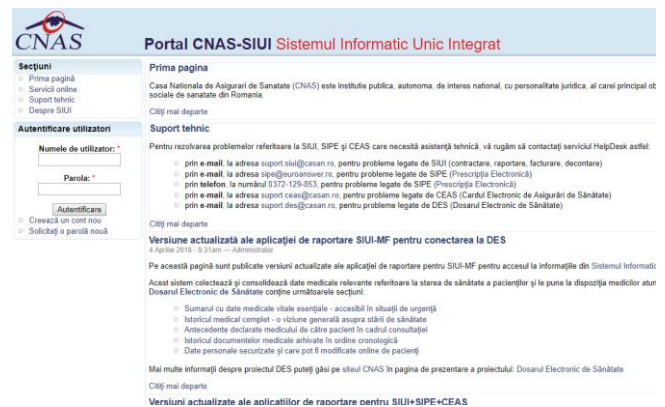 CNAS
Portal CNAS-SIUI Sistemul Informatic Unic Integrat
Secțiuni
Prima pagină
Servicii online
Suport tehnic
Despre SIUI
Autentificare utilizatori
Numele de utilizator: *
Parola: *
Autentificare
Creează un cont nou
Solicitați o parolă nouă
Prima pagina
Casa Nationala de Asigurari de Sanatate (CNAS) este institutie publica, autonoma, de interes national, cu personalitate juridica, al carei principal ob
sociale de sanatate din Romania.
Citiți mai departe
Suport tehnic
Pentru rezolvarea problemelor referitoare la SIUI, SIPE și CEAS care necesită asistență tehnică, vă rugăm să contactați serviciul HelpDesk astfel:
prin e-mail, la adresa suport.siui@casan.ro, pentru probleme legate de SIUI (contractare, raportare, facturare, decontare)
prin e-mail, la adresa sipe@euroanswer.ro, pentru probleme legate de SIPE (Prescripția Electronică)
prin telefon, la numărul 0372-129-853, pentru probleme legate de SIPE (Prescripția Electronică)
prin e-mail, la adresa suport.ceas@casan.ro, pentru probleme legate de CEAS (Cardul Electronic de Asigurări de Sănătate)
prin e-mail, la adresa suport.des@casan.ro, pentru probleme legate de DES (Dosarul Electronic de Sănătate)
Citiți mai departe
Versiune actualizată ale aplicației de raportare SIUI-MF pentru conectarea la DES
4 Aprilie 2018 - 9:31am — Administrator
Pe această pagină sunt publicate versiuni actualizate ale aplicației de raportare pentru SIUI-MF pentru accesul la informațiile din Sistemul Informatic
Acest sistem colectează și consolidează date medicale relevante referitoare la starea de sănătate a pacienților și le pune la dispoziția medicilor atun
Dosarul Electronic de Sănătate conține următoarele secțiuni:
Sumarul cu date medicale vitale esențiale - accesibil în situații de urgență
Istoricul medical complet - o viziune generală asupra stării de sănătate
Antecedente declarate medicului de către pacient în cadrul consultației
Istoricul documentelor medicale arhivate în ordine cronologică
Date personale securizate și care pot fi modificate online de pacienți
Mai multe informații despre proiectul DES puteți găsi pe siteul CNAS în pagina de prezentare a proiectului: Dosarul Electronic de Sănătate
Citiți mai departe
Versiuni actualizate ale aplicațiilor de raportare pentru SIUI+SIPE+CEAS